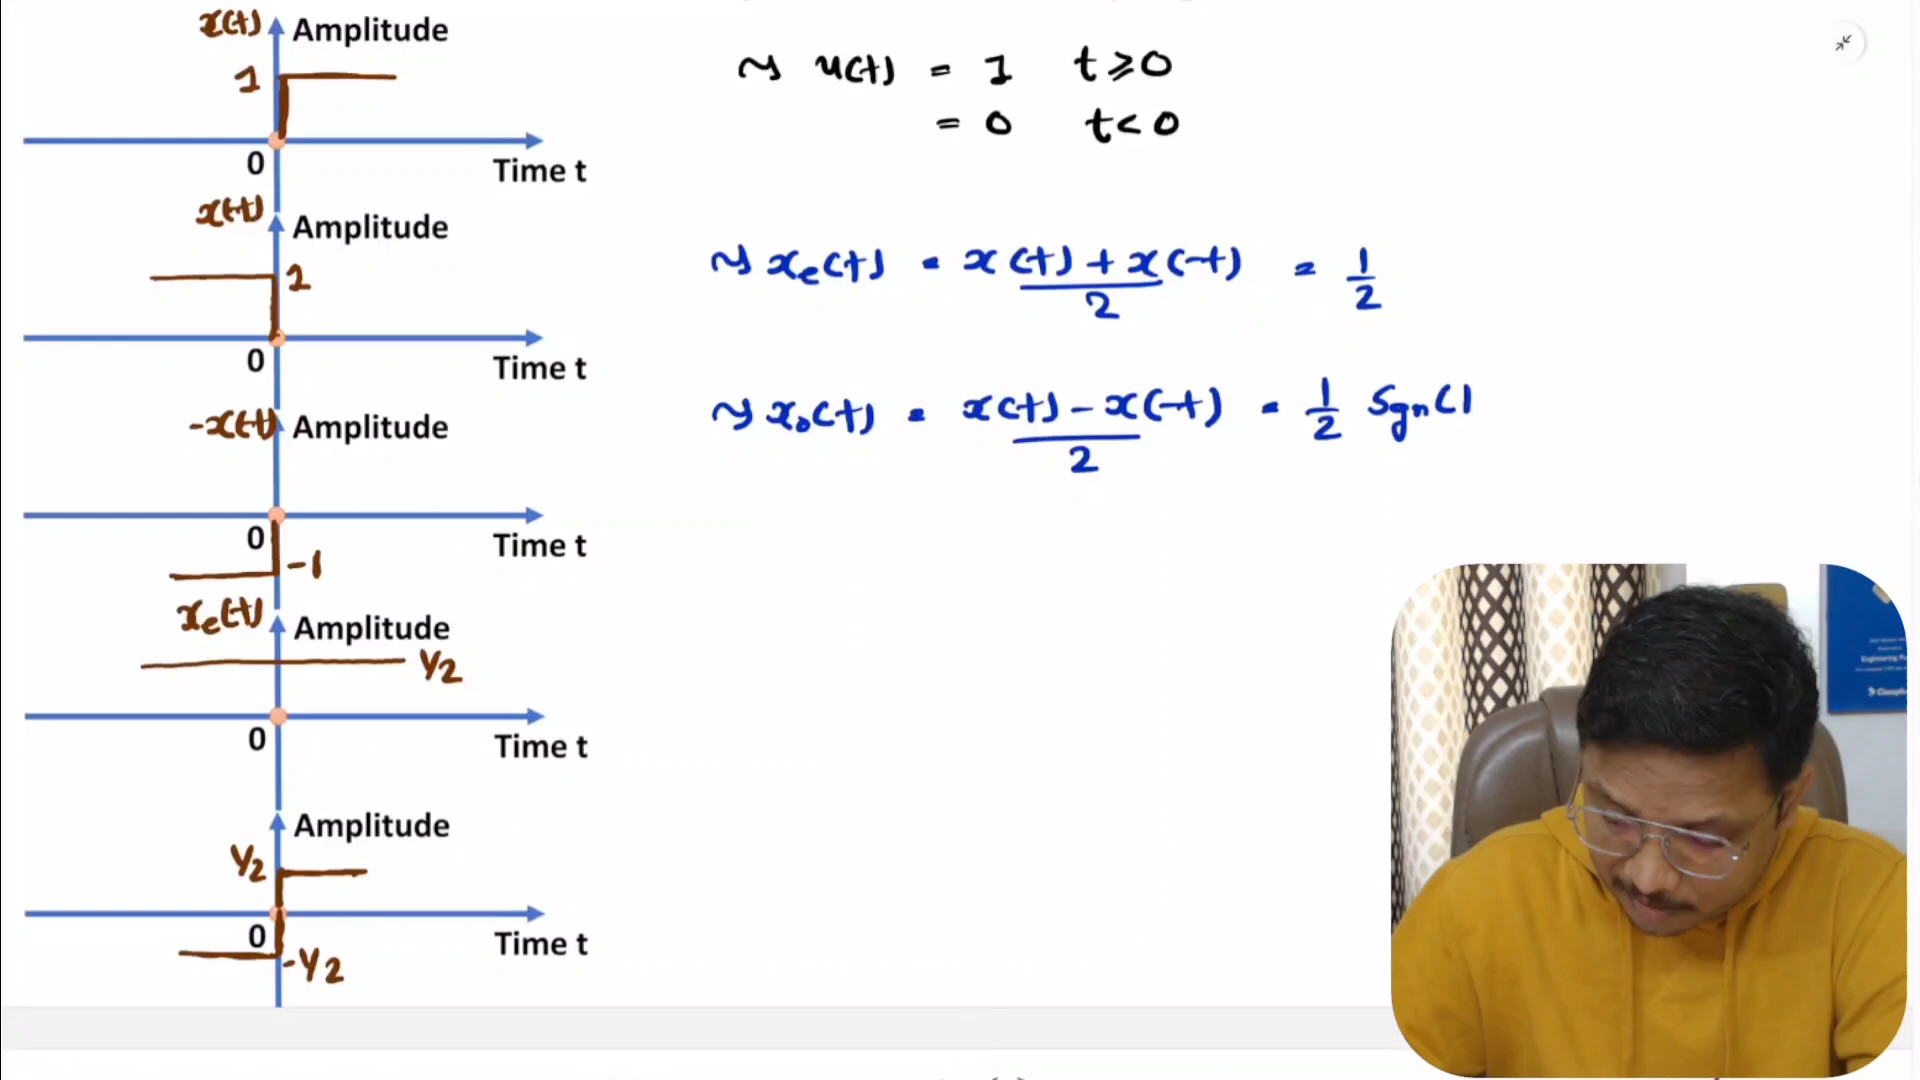 x(t) Amplitude
1
0
Time t
x(-t) Amplitude
1
0
Time t
-x(-t) Amplitude
0
-1
Time t
xe(t) Amplitude
1/2
0
Time t
Amplitude
1/2
0
-1/2
Time t
u(t) = 1 t≥0
= 0 t<0
xe(t) = x(t) + x(-t) / 2 = 1/2
xo(t) = x(t) - x(-t) / 2 = 1/2 Sgn(
Engineering